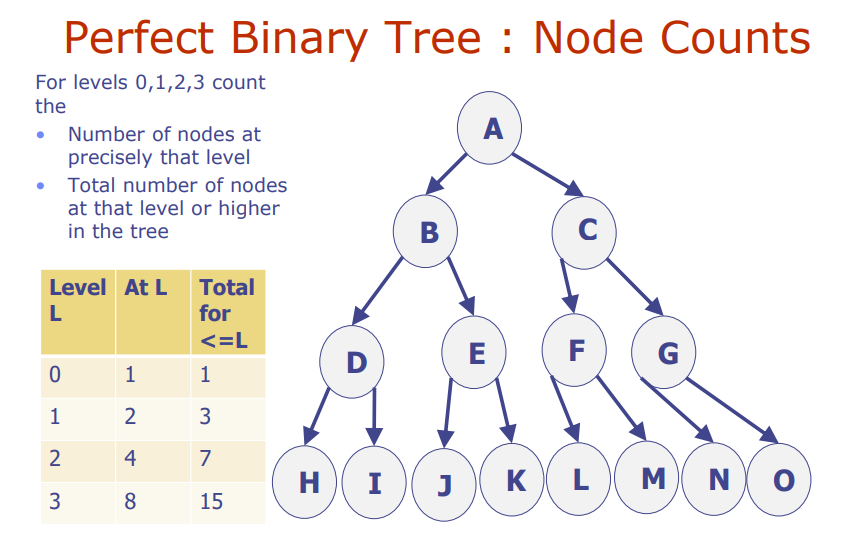 Perfect Binary Tree : Node Counts
For levels 0,1,2,3 count
the
• Number of nodes at
precisely that level
• Total number of nodes
at that level or higher
in the tree
Level L | At L | Total for <=L
0 | 1 | 1
1 | 2 | 3
2 | 4 | 7
3 | 8 | 15
A
B C
D E F G
H I J K L M N O